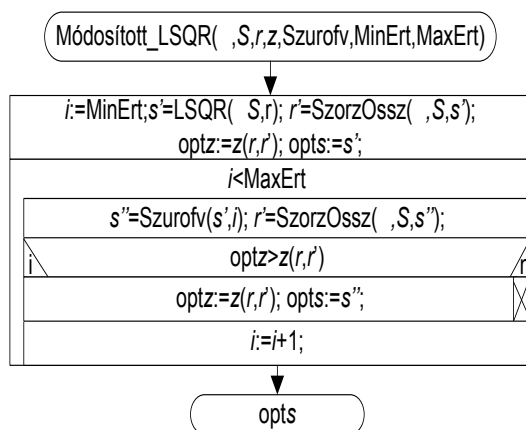 Módosított_LSQR( ,S,r,z,Szurofv,MinErt,MaxErt)
i:=MinErt;s’=LSQR( S,r); r’=SzorzOssz( ,S,s’);
optz:=z(r,r’); opts:=s’;
i<MaxErt
s’’=Szurofv(s’,i); r’=SzorzOssz( ,S,s’’);
i optz>z(r,r’) n
optz:=z(r,r’); opts:=s’’;
i:=i+1;
opts